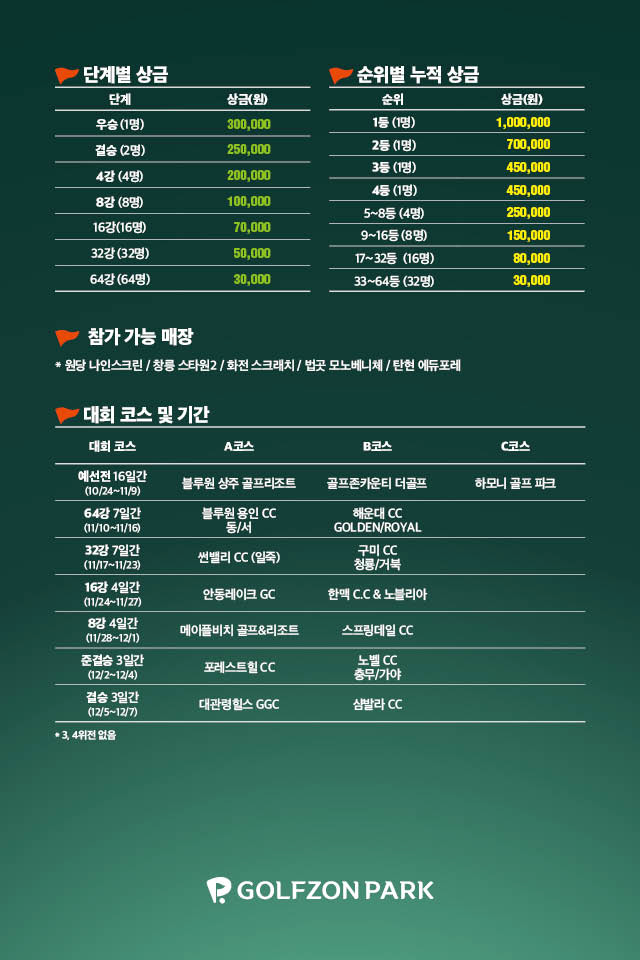 단계별 상금
단계 상금(원)
우승 (1명) 300,000
결승 (2명) 250,000
4강 (4명) 200,000
8강 (8명) 100,000
16강(16명) 70,000
32강 (32명) 50,000
64강 (64명) 30,000
순위별 누적 상금
순위 상금(원)
1등 (1명) 1,000,000
2등 (1명) 700,000
3등 (1명) 450,000
4등 (1명) 450,000
5~8등 (4명) 250,000
9~16등 (8명) 150,000
17~32등 (16명) 80,000
33~64등 (32명) 30,000
참가 가능 매장
* 원당 나인스크린 / 창릉 스타원2 / 화전 스크래치 / 법곳 모노베니체 / 탄현 에듀포레
대회 코스 및 기간
대회 코스 A코스 B코스 C코스
예선전 16일간
(10/24~11/9)
블루원 상주 골프리조트 골프존카운티 더골프 하모니 골프 파크
64강 7일간
(11/10~11/16)
블루원 용인 CC
동/서
해운대 CC
GOLDEN/ROYAL
32강 7일간
(11/17~11/23)
썬밸리 CC (일죽)
구미 CC
청룡/거북
16강 4일간
(11/24~11/27)
안동레이크 GC 한맥 C.C & 노블리아
8강 4일간
(11/28~12/1)
메이플비치 골프&리조트 스프링데일 CC
준결승 3일간
(12/2~12/4)
포레스트힐 CC
노벨 CC
충무/가야
결승 3일간
(12/5~12/7)
대관령힐스 GGC 샴발라 CC
* 3, 4위전 없음
GOLFZON PARK